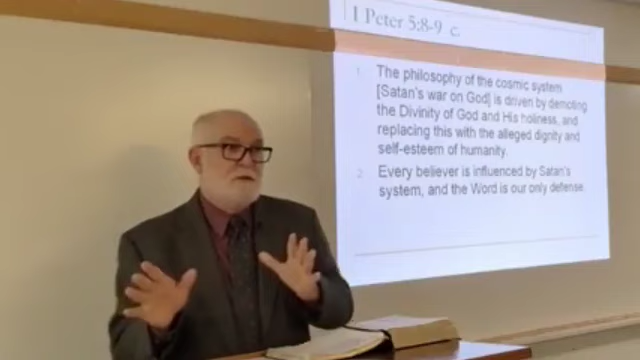 1 Peter 5:8-9 c.
1. The philosophy of the cosmic system
[Satan's war on God] is driven by demoting
the Divinity of God and His holiness, and
replacing this with the alleged dignity and
self-esteem of humanity.
2. Every believer is influenced by Satan's
system, and the Word is our only defense.